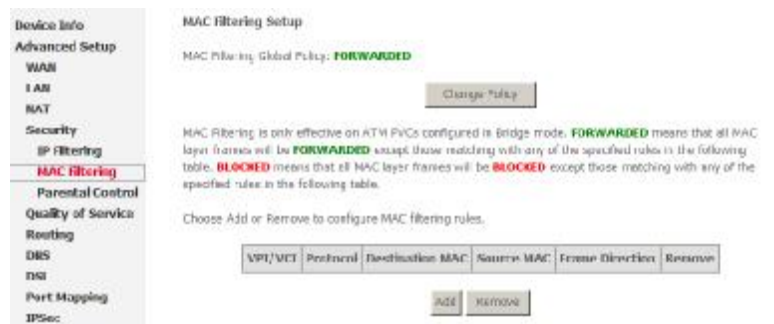 Device Info
Advanced Setup
WAN
LAN
NAT
Security
IP Filtering
MAC Filtering
Parental Control
Quality of Service
Routing
DNS
DSL
Port Mapping
IPSec
MAC Filtering Setup
MAC Filtering Global Policy: FORWARDED
Change Policy
MAC Filtering is only effective on ATM PVCs configured in Bridge mode. FORWARDED means that all MAC
layer frames will be FORWARDED except those matching with any of the specified rules in the following
table. BLOCKED means that all MAC layer frames will be BLOCKED except those matching with any of the
specified rules in the following table.
Choose Add or Remove to configure MAC filtering rules.
VPI/VCI Protocol Destination MAC Source MAC Frame Direction Remove
Add Remove